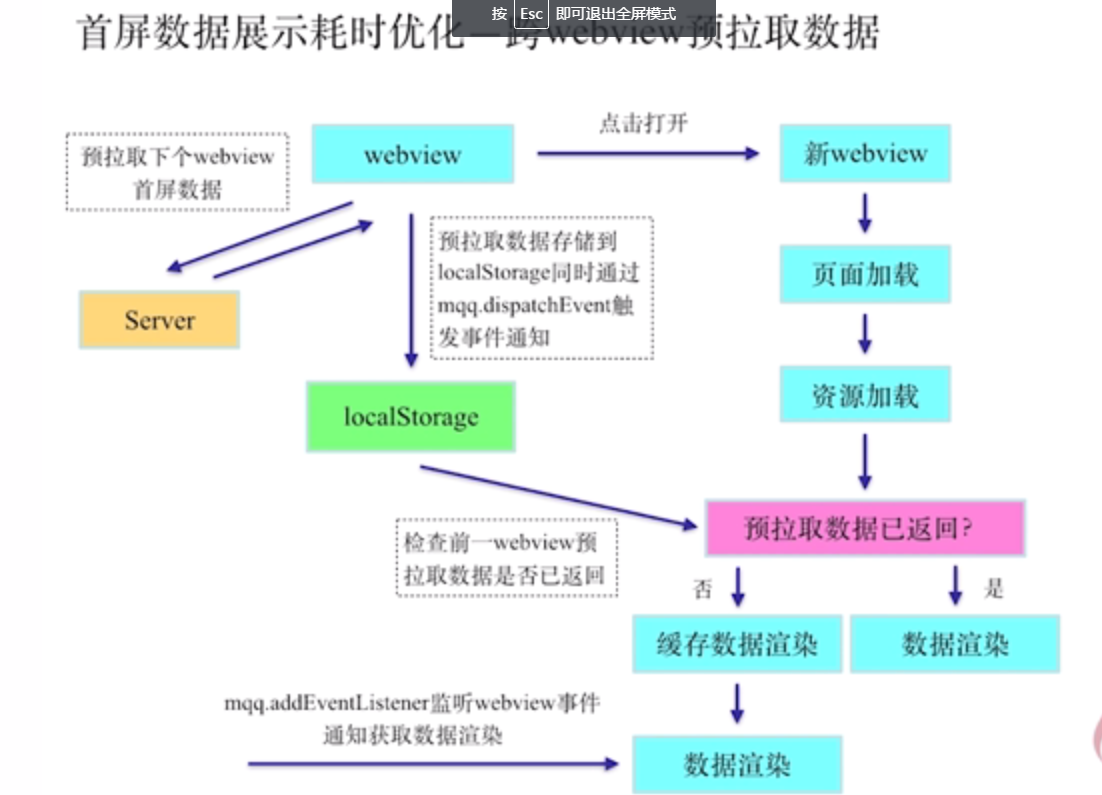 按 Esc 即可退出全屏模式
首屏数据展示耗时优化—跨webview预拉取数据
点击打开
预拉取下个webview
首屏数据
webview
新webview
预拉取数据存储到
localStorage同时通过
mqq.dispatchEvent触
发事件通知
页面加载
Server
资源加载
localStorage
预拉取数据已返回?
检查前一webview预
拉取数据是否已返回
否
是
缓存数据渲染
数据渲染
mqq.addEventListener监听webview事件
通知获取数据渲染
数据渲染